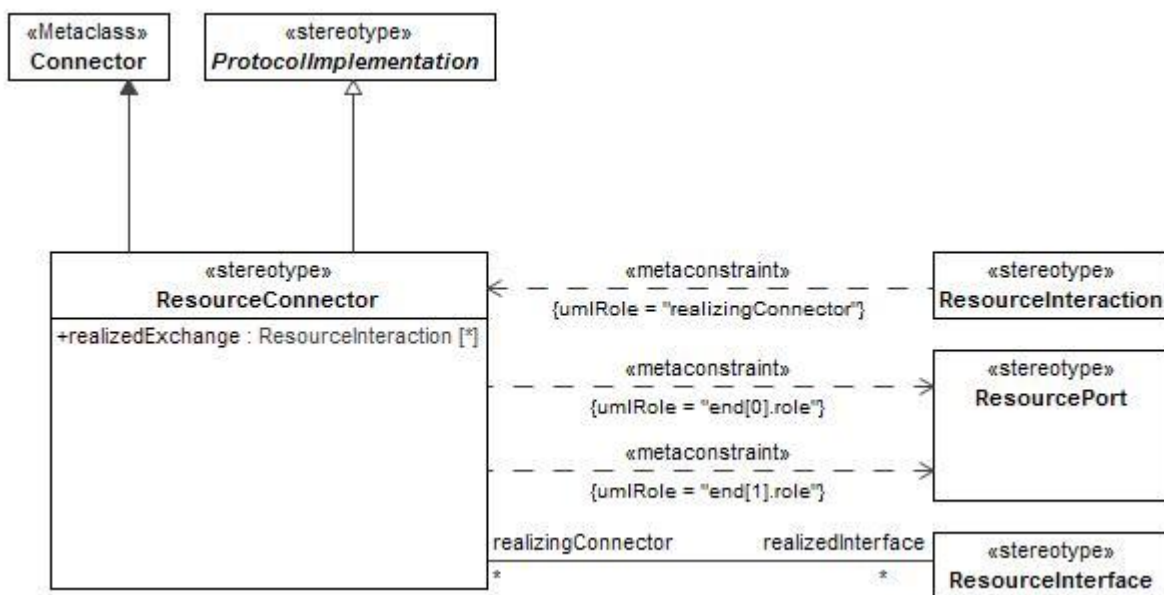 «Metaclass»
Connector
«stereotype»
ProtocolImplementation
«stereotype»
ResourceConnector
+realizedExchange : ResourceInteraction [*]
«metaconstraint»
{umlRole = "realizingConnector"}
«stereotype»
ResourceInteraction
«metaconstraint»
{umlRole = "end[0].role"}
«metaconstraint»
{umlRole = "end[1].role"}
«stereotype»
ResourcePort
realizingConnector
*
realizedInterface
*
«stereotype»
ResourceInterface